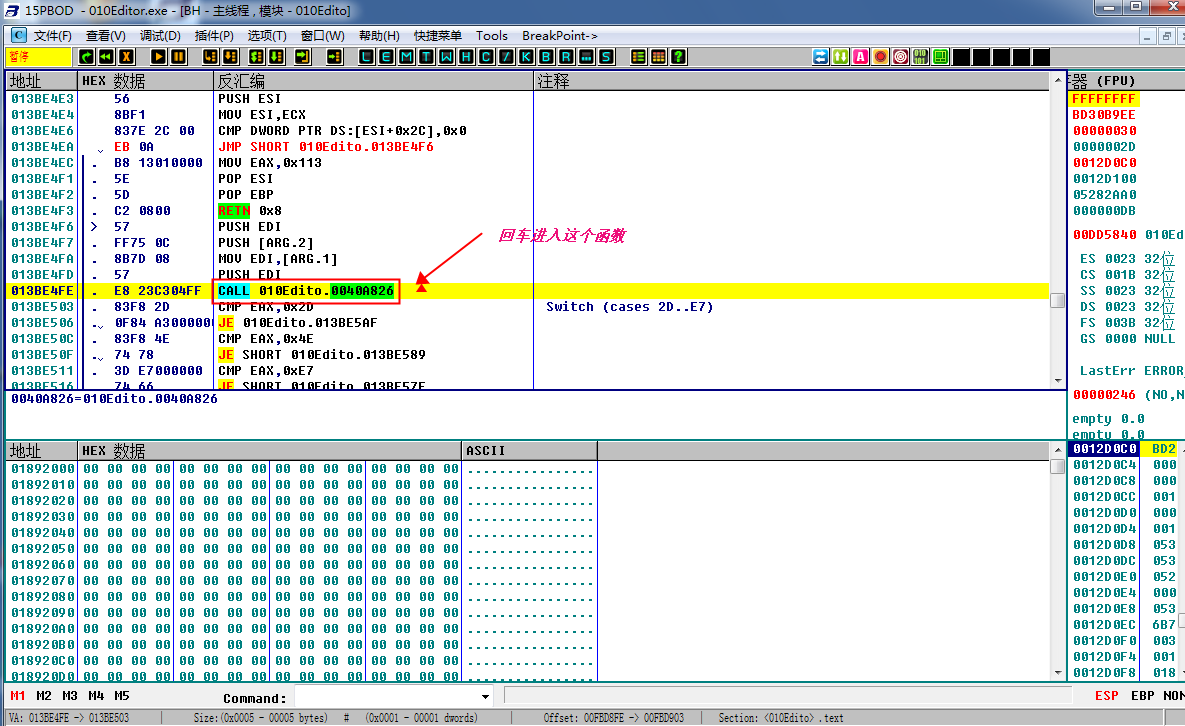 15PBOD - 010Editor.exe - [BH - 主线程, 模块 - 010Edito]
文件(F) 查看(V) 调试(D) 插件(P) 选项(T) 窗口(W) 帮助(H) 快捷菜单 Tools BreakPoint->
暂停 L E M T W H C / K B R ... S
地址 HEX 数据 反汇编 注释
013BE4E3 56 PUSH ESI
013BE4E4 8BF1 MOV ESI,ECX
013BE4E6 837E 2C 00 CMP DWORD PTR DS:[ESI+0x2C],0x0
013BE4EA EB 0A JMP SHORT 010Edito.013BE4F6
013BE4EC . B8 13010000 MOV EAX,0x113
013BE4F1 . 5E POP ESI
013BE4F2 . 5D POP EBP
013BE4F3 . C2 0800 RETN 0x8
013BE4F6 > 57 PUSH EDI
013BE4F7 . FF75 0C PUSH [ARG.2]
013BE4FA . 8B7D 08 MOV EDI,[ARG.1]
013BE4FD . 57 PUSH EDI
013BE4FE . E8 23C304FF CALL 010Edito.0040A826
013BE503 . 83F8 2D CMP EAX,0x2D Switch (cases 2D..E7)
013BE506 . 0F84 A3000000 JE 010Edito.013BE5AF
013BE50C . 83F8 4E CMP EAX,0x4E
013BE50F . 74 78 JE SHORT 010Edito.013BE589
013BE511 . 3D E7000000 CMP EAX,0xE7
013BE516 . 74 66 JE SHORT 010Edito.013BE57E
回车进入这个函数
0040A826=010Edito.0040A826
器 (FPU)
FFFFFFFF
BD30B9EE
00000030
0000002D
0012D0C0
0012D100
05282AA0
000000DB
00DD5840 010Ed
ES 0023 32位
CS 001B 32位
SS 0023 32位
DS 0023 32位
FS 003B 32位
GS 0000 NULL
LastErr ERROR_
00000246 (NO,N
empty 0.0
empty 0.0
地址 HEX 数据 ASCII
01892000 00 00 00 00 00 00 00 00 00 00 00 00 00 00 00 00 ................
01892010 00 00 00 00 00 00 00 00 00 00 00 00 00 00 00 00 ................
01892020 00 00 00 00 00 00 00 00 00 00 00 00 00 00 00 00 ................
01892030 00 00 00 00 00 00 00 00 00 00 00 00 00 00 00 00 ................
01892040 00 00 00 00 00 00 00 00 00 00 00 00 00 00 00 00 ................
01892050 00 00 00 00 00 00 00 00 00 00 00 00 00 00 00 00 ................
01892060 00 00 00 00 00 00 00 00 00 00 00 00 00 00 00 00 ................
01892070 00 00 00 00 00 00 00 00 00 00 00 00 00 00 00 00 ................
01892080 00 00 00 00 00 00 00 00 00 00 00 00 00 00 00 00 ................
01892090 00 00 00 00 00 00 00 00 00 00 00 00 00 00 00 00 ................
018920A0 00 00 00 00 00 00 00 00 00 00 00 00 00 00 00 00 ................
018920B0 00 00 00 00 00 00 00 00 00 00 00 00 00 00 00 00 ................
018920C0 00 00 00 00 00 00 00 00 00 00 00 00 00 00 00 00 ................
018920D0 00 00 00 00 00 00 00 00 00 00 00 00 00 00 00 00 ................
0012D0C0 BD2
0012D0C4 000
0012D0C8 000
0012D0CC 001
0012D0D0 000
0012D0D4 001
0012D0D8 053
0012D0DC 053
0012D0E0 052
0012D0E4 000
0012D0E8 053
0012D0EC 6B7
0012D0F0 003
0012D0F4 001
0012D0F8 018
M1 M2 M3 M4 M5 Command: ESP EBP NON
VA: 013BE4FE -> 013BE503 Size:(0x0005 - 00005 bytes) # (0x0001 - 00001 dwords) Offset: 00FBD8FE -> 00FBD903 Section: <010Edito>.text